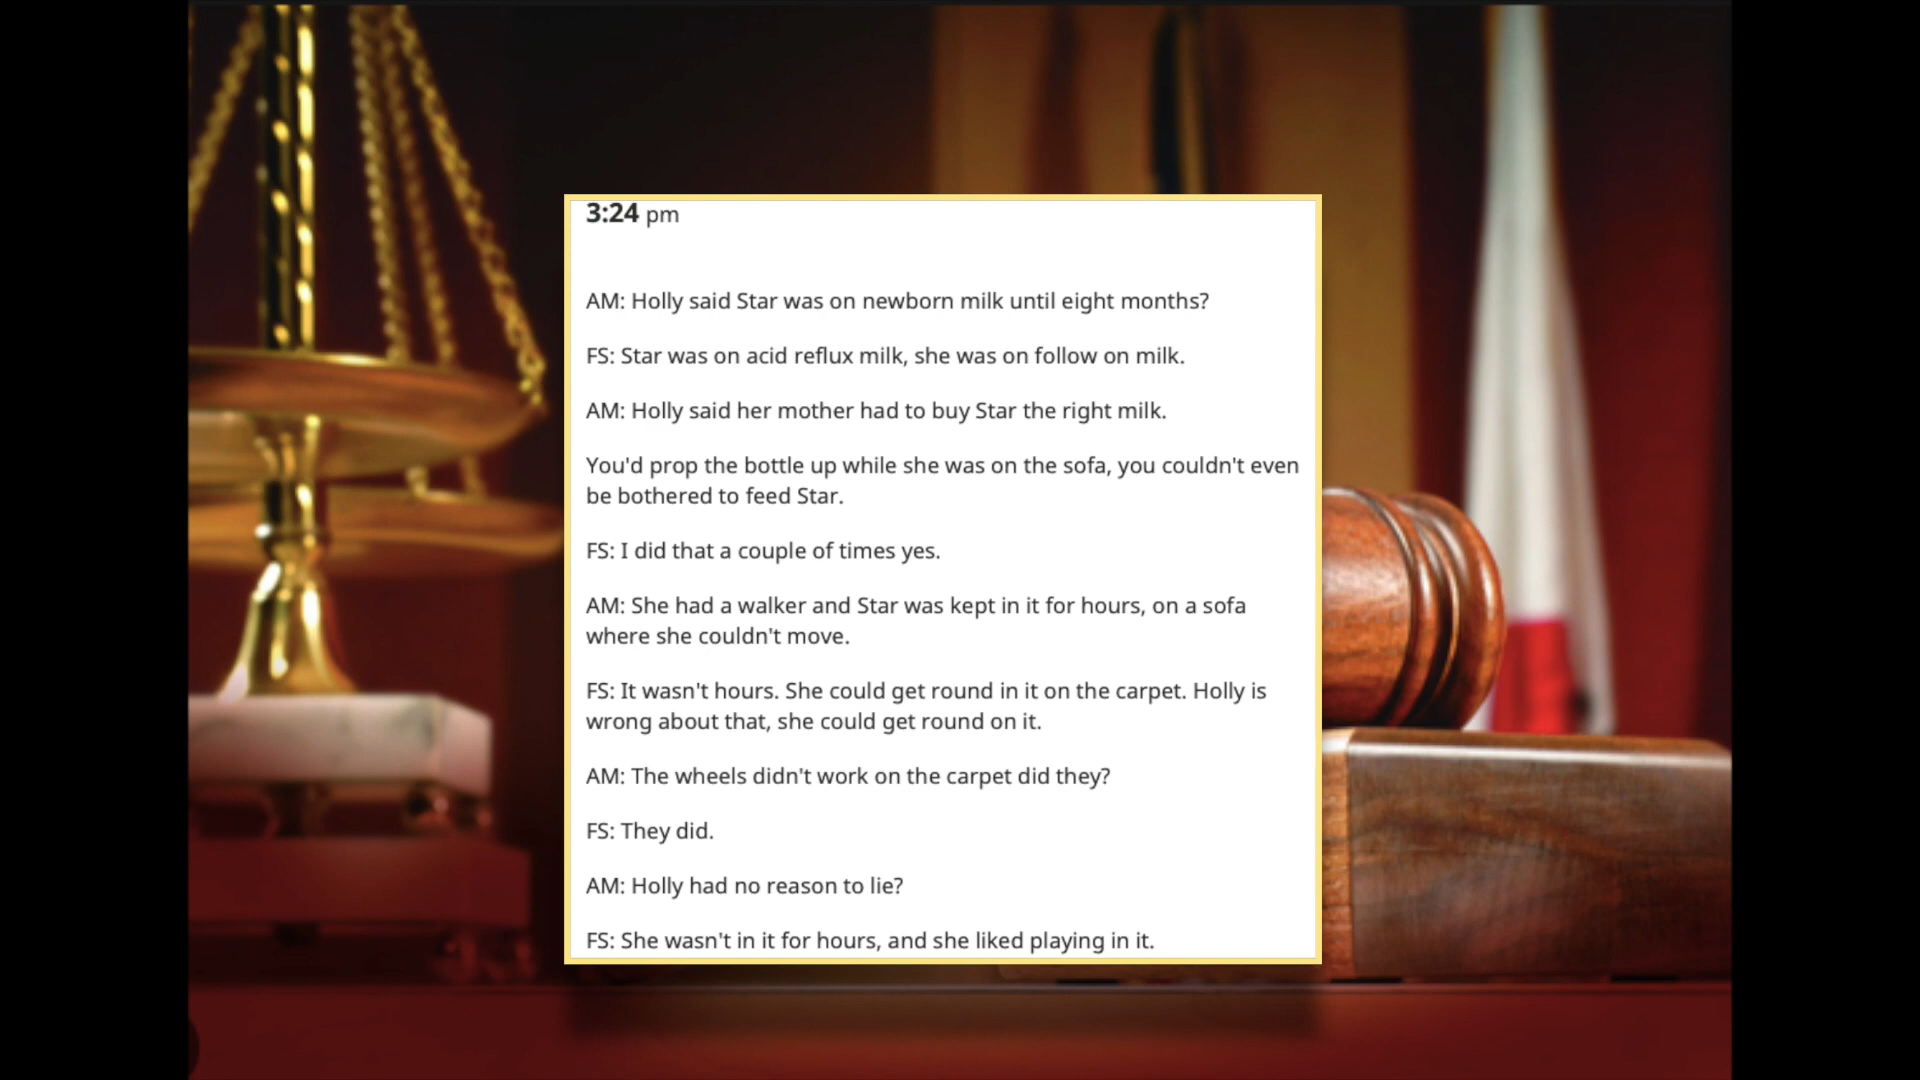 3:24 pm
AM: Holly said Star was on newborn milk until eight months?
FS: Star was on acid reflux milk, she was on follow on milk.
AM: Holly said her mother had to buy Star the right milk.
You'd prop the bottle up while she was on the sofa, you couldn't even
be bothered to feed Star.
FS: I did that a couple of times yes.
AM: She had a walker and Star was kept in it for hours, on a sofa
where she couldn't move.
FS: It wasn't hours. She could get round in it on the carpet. Holly is
wrong about that, she could get round on it.
AM: The wheels didn't work on the carpet did they?
FS: They did.
AM: Holly had no reason to lie?
FS: She wasn't in it for hours, and she liked playing in it.